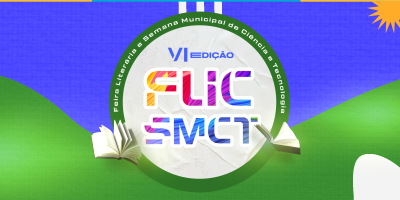 Feira Literária e Semana Municipal de Ciência e Tecnologia
VI EDIÇÃO
FLIC
SMCT